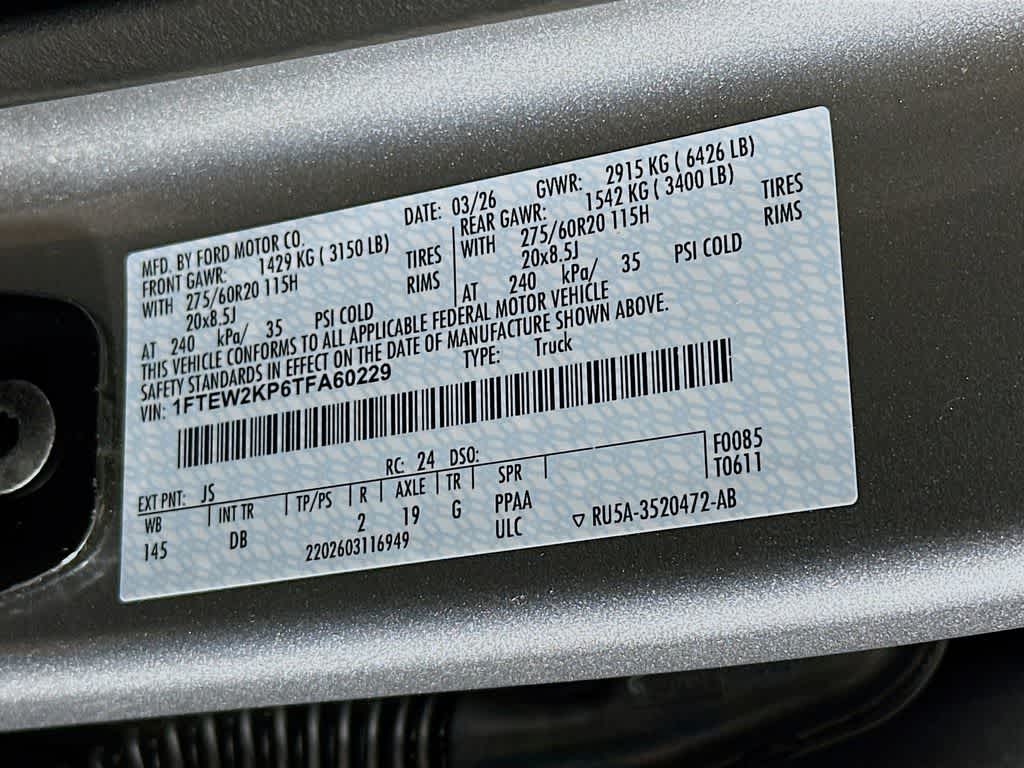 MFD. BY FORD MOTOR CO. DATE: 03/26 GVWR: 2915 KG ( 6426 LB)
FRONT GAWR: 1429 KG ( 3150 LB) REAR GAWR: 1542 KG ( 3400 LB)
WITH 275/60R20 115H TIRES WITH 275/60R20 115H TIRES
20x8.5J RIMS 20x8.5J RIMS
AT 240 kPa/ 35 PSI COLD AT 240 kPa/ 35 PSI COLD
THIS VEHICLE CONFORMS TO ALL APPLICABLE FEDERAL MOTOR VEHICLE
SAFETY STANDARDS IN EFFECT ON THE DATE OF MANUFACTURE SHOWN ABOVE.
VIN: 1FTEW2KP6TFA60229 TYPE: Truck
EXT PNT: JS RC: 24 DSO: F0085
WB INT TR TP/PS R AXLE TR SPR T0611
145 DB 2 19 G PPAA
2202603116949 ULC ▽ RU5A-3520472-AB